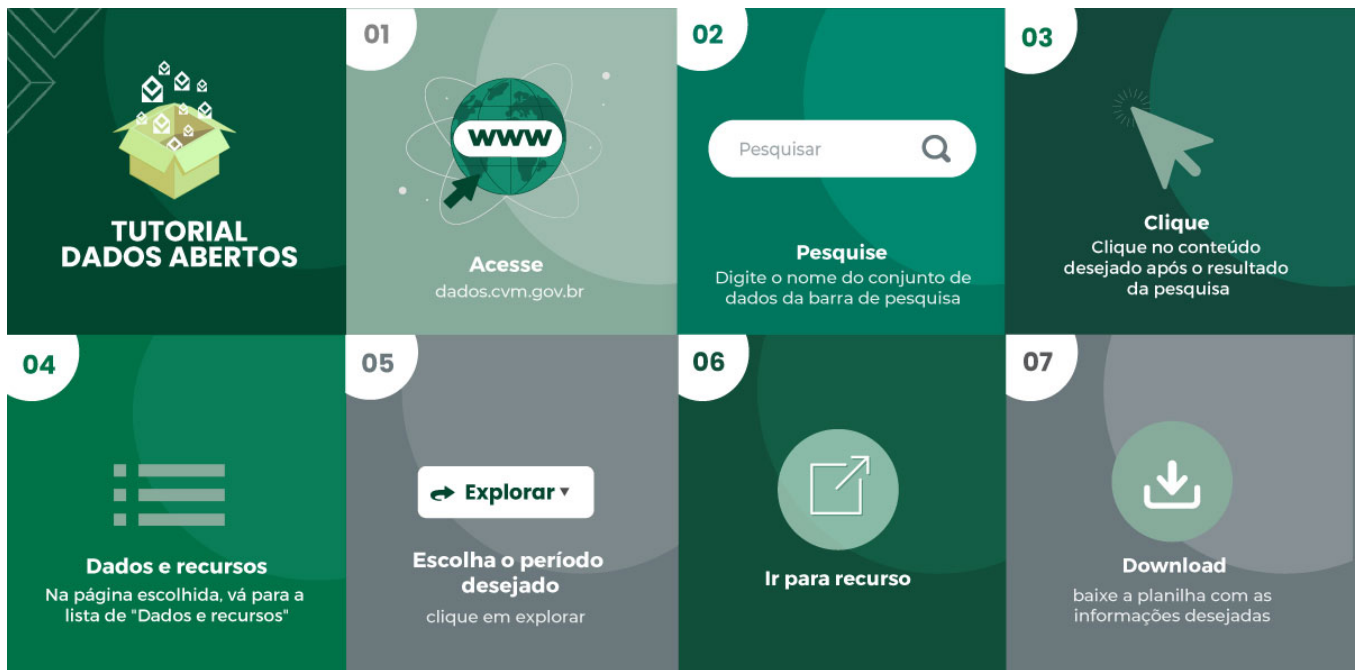 TUTORIAL
DADOS ABERTOS
01
www
Acesse
dados.cvm.gov.br
02
Pesquisar
Pesquise
Digite o nome do conjunto de
dados da barra de pesquisa
03
Clique
Clique no conteúdo
desejado após o resultado
da pesquisa
04
Dados e recursos
Na página escolhida, vá para a
lista de "Dados e recursos"
05
Explorar
Escolha o período
desejado
clique em explorar
06
Ir para recurso
07
Download
baixe a planilha com as
informações desejadas